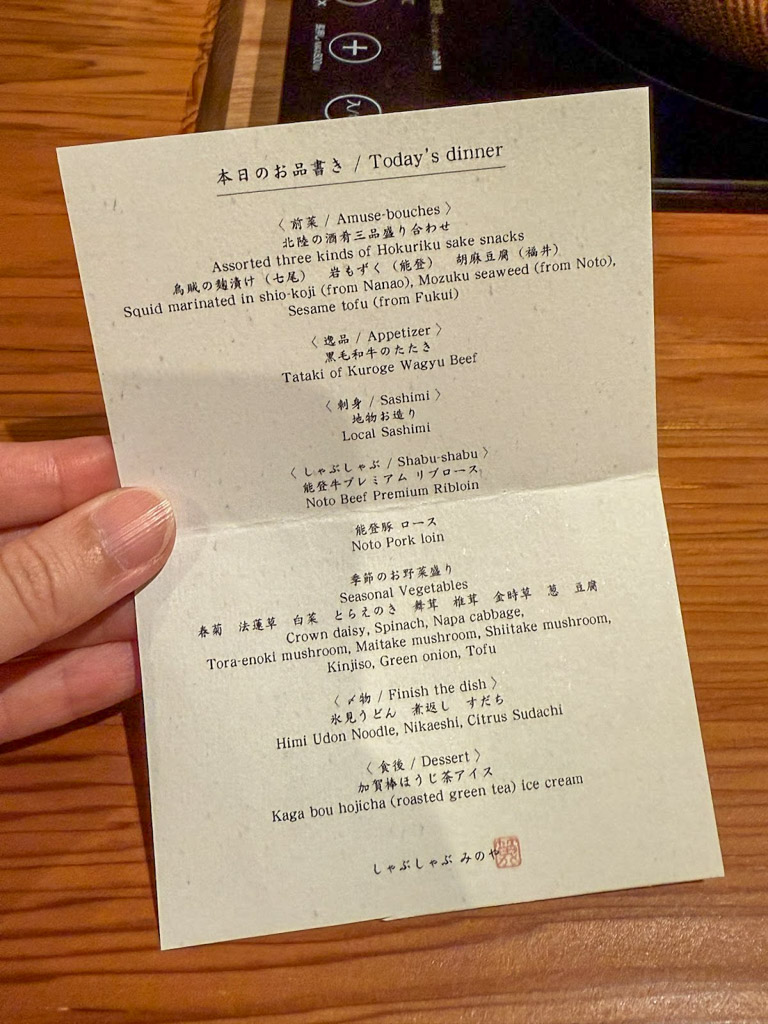 本日のお品書き / Today's dinner
〈 前菜 / Amuse-bouches 〉
北陸の酒肴三品盛り合わせ
Assorted three kinds of Hokuriku sake snacks
烏賊の麹漬け（七尾）　岩もずく（能登）　胡麻豆腐（福井）
Squid marinated in shio-koji (from Nanao), Mozuku seaweed (from Noto),
Sesame tofu (from Fukui)
〈 逸品 / Appetizer 〉
黒毛和牛のたたき
Tataki of Kuroge Wagyu Beef
〈 刺身 / Sashimi 〉
地物お造り
Local Sashimi
〈 しゃぶしゃぶ / Shabu-shabu 〉
能登牛プレミアム リブロース
Noto Beef Premium Ribloin
能登豚 ロース
Noto Pork loin
季節のお野菜盛り
Seasonal Vegetables
春菊　法蓮草　白菜　とらえのき　舞茸　椎茸　金時草　葱　豆腐
Crown daisy, Spinach, Napa cabbage,
Tora-enoki mushroom, Maitake mushroom, Shiitake mushroom,
Kinjiso, Green onion, Tofu
〈 〆物 / Finish the dish 〉
氷見うどん　煮返し　すだち
Himi Udon Noodle, Nikaeshi, Citrus Sudachi
〈 食後 / Dessert 〉
加賀棒ほうじ茶アイス
Kaga bou hojicha (roasted green tea) ice cream
しゃぶしゃぶ みのや